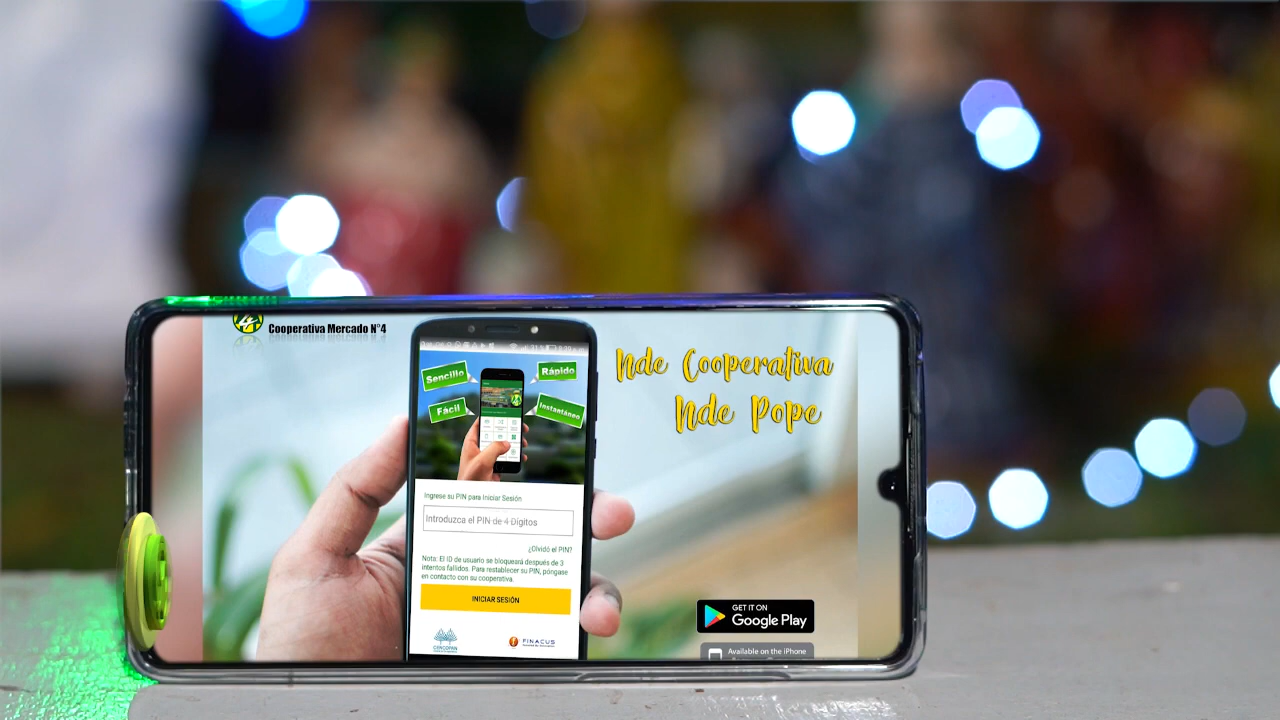 Cooperativa Mercado N°4
Nde Cooperativa
Nde Pope
Sencillo
Rápido
Fácil
Instantáneo
Ingrese su PIN para Iniciar Sesión
Introduzca el PIN de 4 Dígitos
¿Olvidó el PIN?
Nota: El ID de usuario se bloqueará después de 3
intentos fallidos. Para restablecer su PIN, póngase
en contacto con su cooperativa.
INICIAR SESIÓN
CENCOPAN
FINACUS
GET IT ON
Google Play
Available on the iPhone